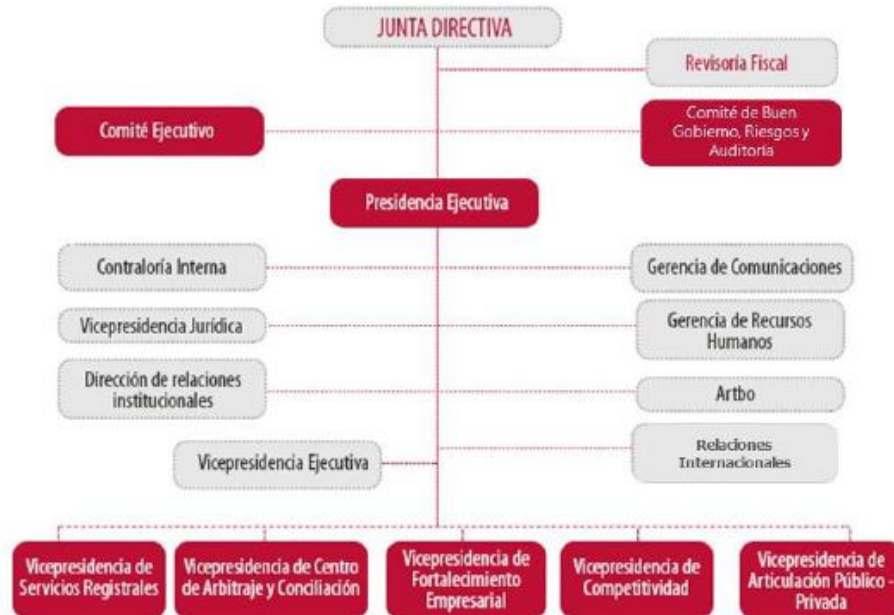 JUNTA DIRECTIVA
Revisoría Fiscal
Comité Ejecutivo
Comité de Buen
Gobierno, Riesgos y
Auditoría
Presidencia Ejecutiva
Contraloría Interna
Gerencia de Comunicaciones
Vicepresidencia Jurídica
Gerencia de Recursos
Humanos
Dirección de relaciones
institucionales
Artbo
Vicepresidencia Ejecutiva
Relaciones
Internacionales
Vicepresidencia de
Servicios Registrales
Vicepresidencia de Centro
de Arbitraje y Conciliación
Vicepresidencia de
Fortalecimiento
Empresarial
Vicepresidencia de
Competitividad
Vicepresidencia de
Articulación Público -
Privada